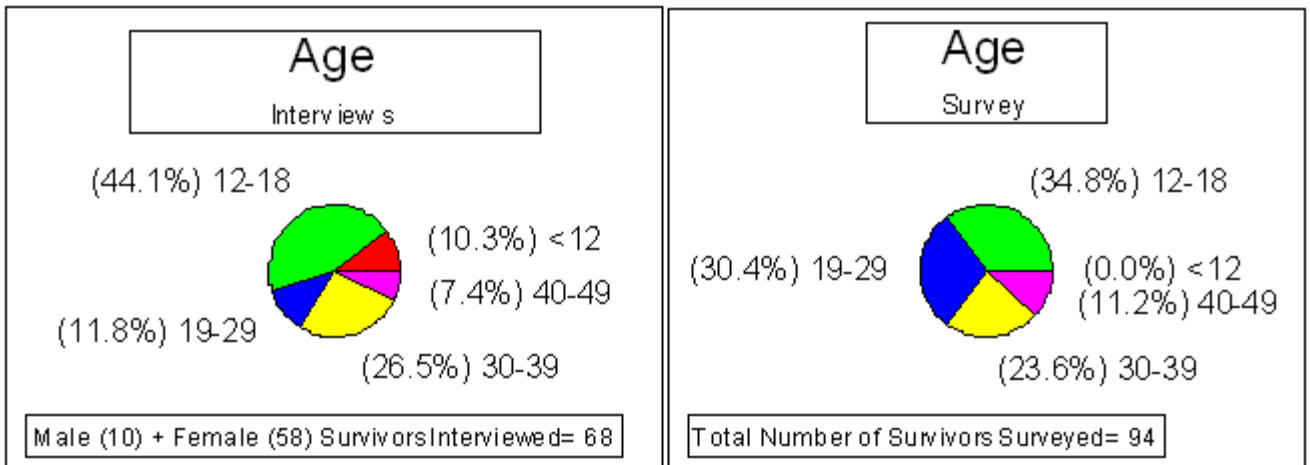 Age
Interview s
(44.1%) 12-18
(10.3%) <12
(7.4%) 40-49
(11.8%) 19-29
(26.5%) 30-39
Male (10) + Female (58) SurvivorsInterviewed= 68
Age
Survey
(34.8%) 12-18
(30.4%) 19-29
(0.0%) <12
(11.2%) 40-49
(23.6%) 30-39
Total Number of Survivors Surveyed= 94